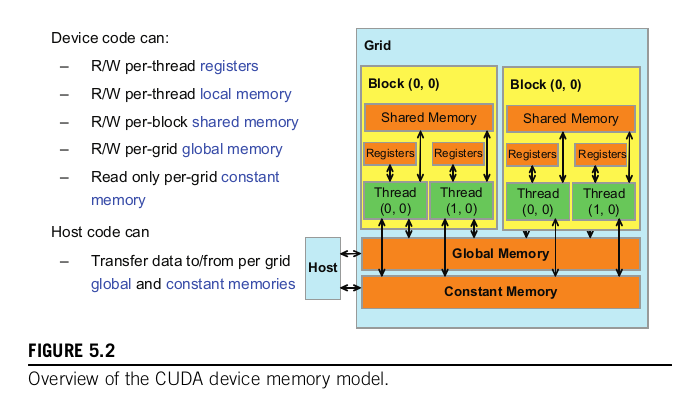 Device code can:
– R/W per-thread registers
– R/W per-thread local memory
– R/W per-block shared memory
– R/W per-grid global memory
– Read only per-grid constant
memory
Host code can
– Transfer data to/from per grid
global and constant memories
Grid
Block (0, 0)
Shared Memory
Registers
Registers
Thread
(0, 0)
Thread
(1, 0)
Block (0, 0)
Shared Memory
Registers
Registers
Thread
(0, 0)
Thread
(1, 0)
Host
Global Memory
Constant Memory
FIGURE 5.2
Overview of the CUDA device memory model.